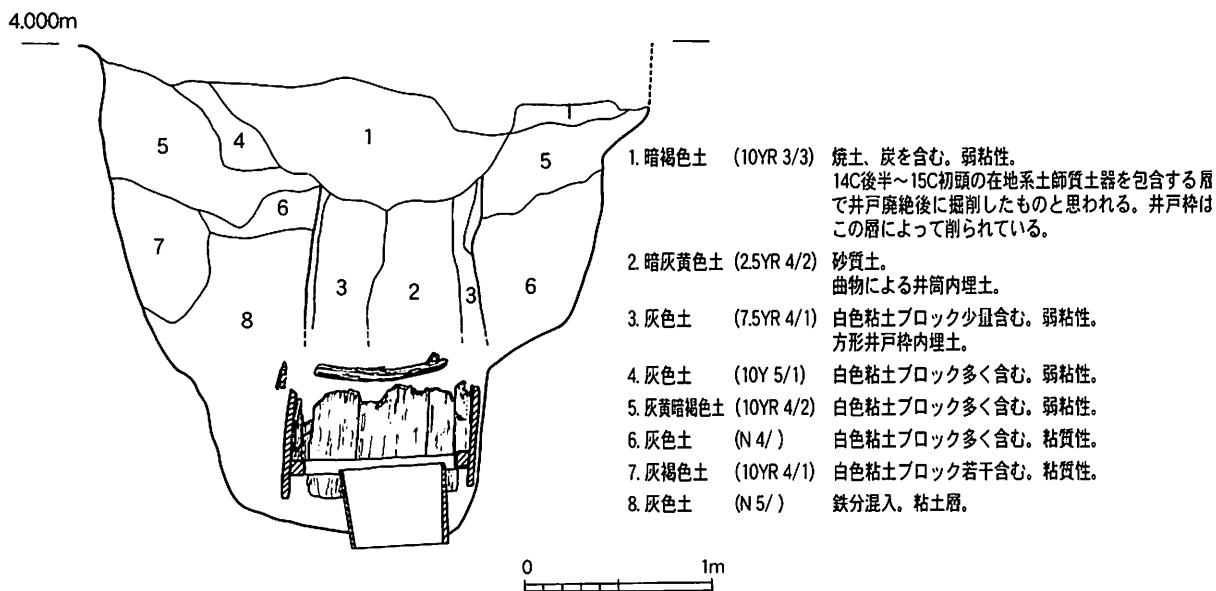 4.000m
5
4
1
1
5
6
7
3
2
3
6
8
1. 暗褐色土 (10YR 3/3) 焼土、炭を含む。弱粘性。
14C後半～15C初頭の在地系土師質土器を包含する層
で井戸廃絶後に掘削したものと思われる。井戸枠は
この層によって削られている。
2. 暗灰黄色土 (2.5YR 4/2) 砂質土。
曲物による井筒内埋土。
3. 灰色土 (7.5YR 4/1) 白色粘土ブロック少量含む。弱粘性。
方形井戸枠内埋土。
4. 灰色土 (10Y 5/1) 白色粘土ブロック多く含む。弱粘性。
5. 灰黄暗褐色土 (10YR 4/2) 白色粘土ブロック多く含む。弱粘性。
6. 灰色土 (N 4/ ) 白色粘土ブロック多く含む。粘質性。
7. 灰褐色土 (10YR 4/1) 白色粘土ブロック若干含む。粘質性。
8. 灰色土 (N 5/ ) 鉄分混入。粘土層。
0 1m